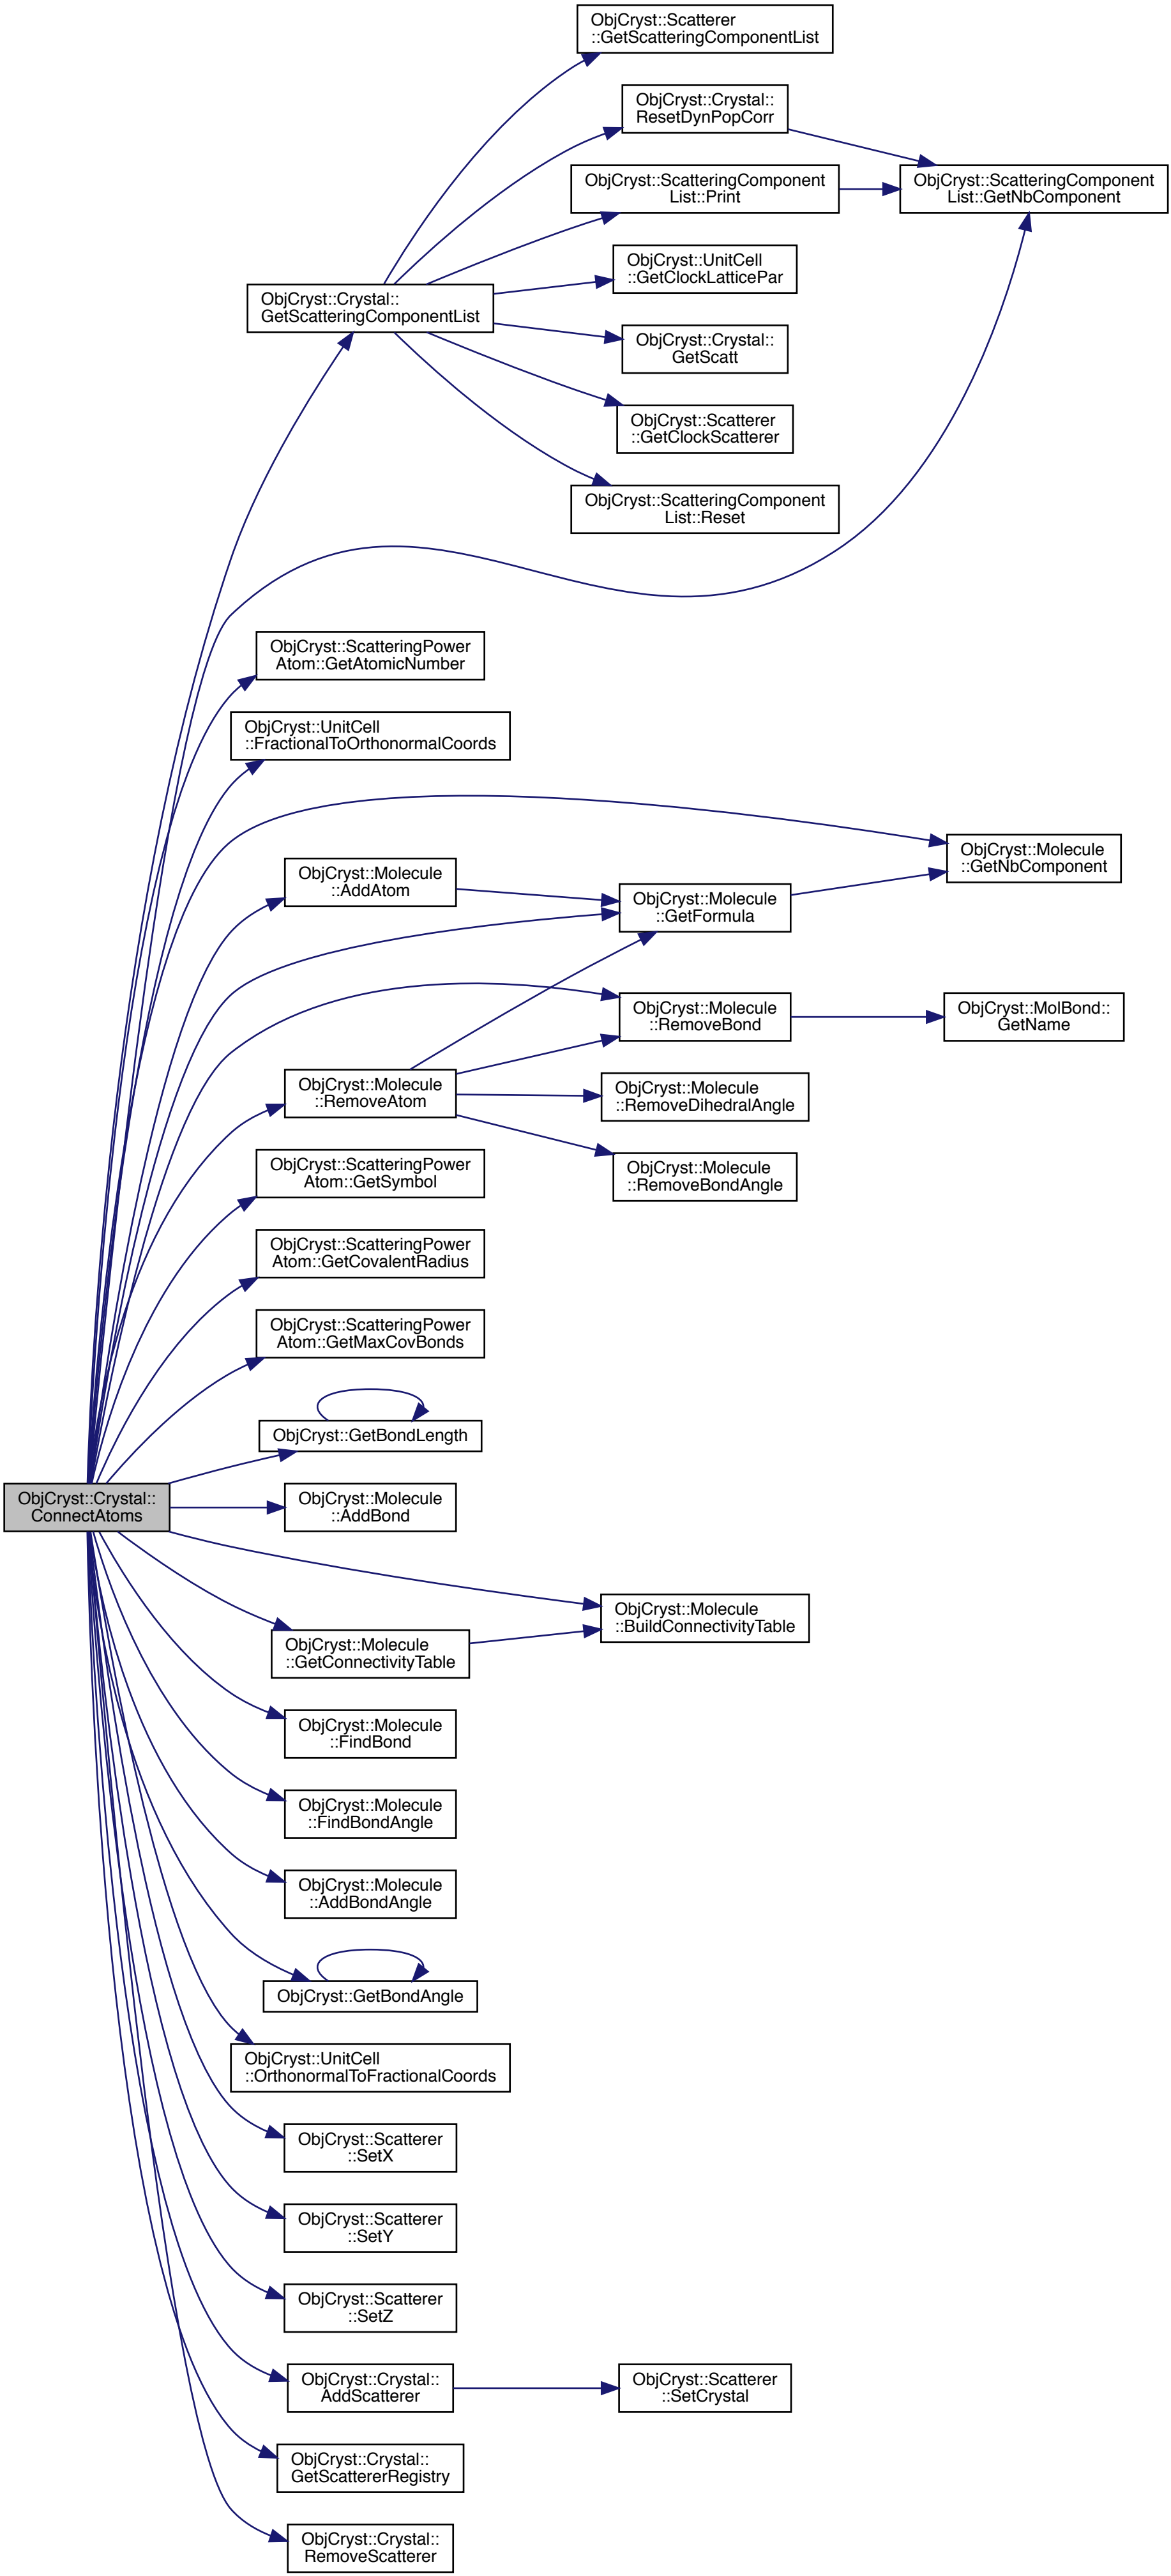 ObjCryst::Scatterer
::GetScatteringComponentList
ObjCryst::Crystal::
ResetDynPopCorr
ObjCryst::ScatteringComponent
List::Print
ObjCryst::ScatteringComponent
List::GetNbComponent
ObjCryst::UnitCell
::GetClockLatticePar
ObjCryst::Crystal::
GetScatteringComponentList
ObjCryst::Crystal::
GetScatt
ObjCryst::Scatterer
::GetClockScatterer
ObjCryst::ScatteringComponent
List::Reset
ObjCryst::ScatteringPower
Atom::GetAtomicNumber
ObjCryst::UnitCell
::FractionalToOrthonormalCoords
ObjCryst::Molecule
::GetNbComponent
ObjCryst::Molecule
::AddAtom
ObjCryst::Molecule
::GetFormula
ObjCryst::Molecule
::RemoveBond
ObjCryst::MolBond::
GetName
ObjCryst::Molecule
::RemoveAtom
ObjCryst::Molecule
::RemoveDihedralAngle
ObjCryst::Molecule
::RemoveBondAngle
ObjCryst::ScatteringPower
Atom::GetSymbol
ObjCryst::ScatteringPower
Atom::GetCovalentRadius
ObjCryst::ScatteringPower
Atom::GetMaxCovBonds
ObjCryst::GetBondLength
ObjCryst::Crystal::
ConnectAtoms
ObjCryst::Molecule
::AddBond
ObjCryst::Molecule
::BuildConnectivityTable
ObjCryst::Molecule
::GetConnectivityTable
ObjCryst::Molecule
::FindBond
ObjCryst::Molecule
::FindBondAngle
ObjCryst::Molecule
::AddBondAngle
ObjCryst::GetBondAngle
ObjCryst::UnitCell
::OrthonormalToFractionalCoords
ObjCryst::Scatterer
::SetX
ObjCryst::Scatterer
::SetY
ObjCryst::Scatterer
::SetZ
ObjCryst::Crystal::
AddScatterer
ObjCryst::Scatterer
::SetCrystal
ObjCryst::Crystal::
GetScattererRegistry
ObjCryst::Crystal::
RemoveScatterer